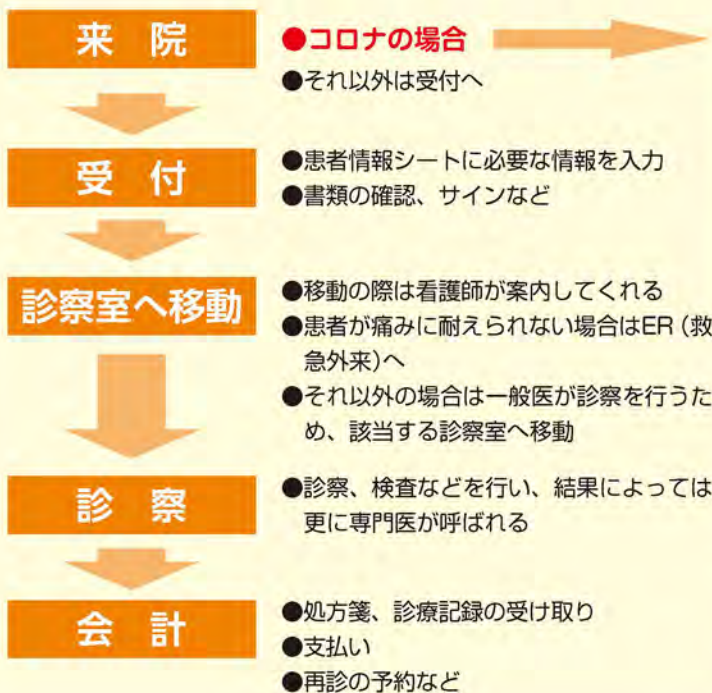 来 院
●コロナの場合
●それ以外は受付へ
受 付
●患者情報シートに必要な情報を入力
●書類の確認、サインなど
診察室へ移動
●移動の際は看護師が案内してくれる
●患者が痛みに耐えられない場合はER（救
急外来）へ
●それ以外の場合は一般医が診察を行うた
め、該当する診察室へ移動
診 察
●診察、検査などを行い、結果によっては
更に専門医が呼ばれる
会 計
●処方箋、診療記録の受け取り
●支払い
●再診の予約など